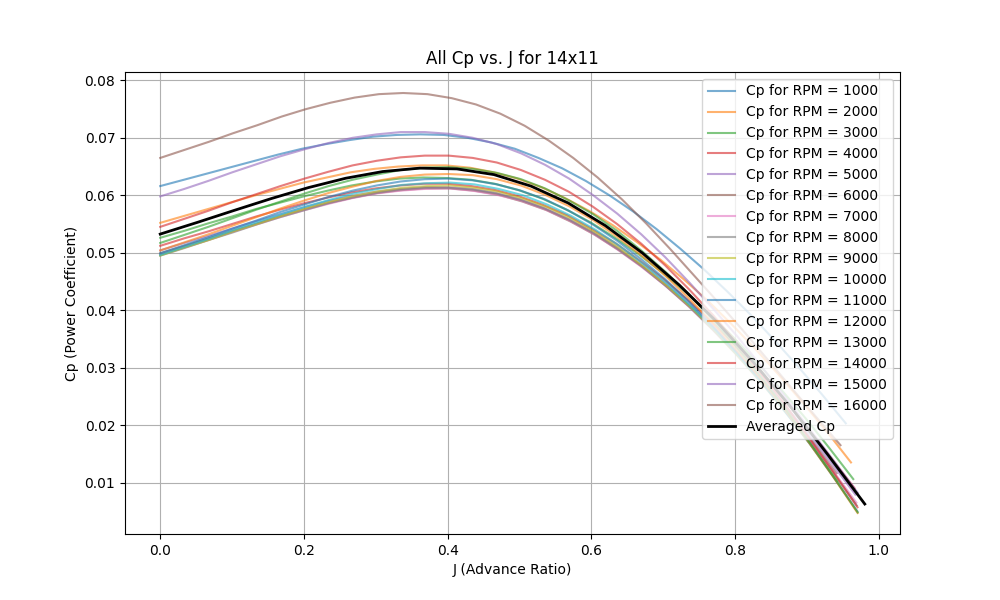 All Cp vs. J for 14x11
Cp (Power Coefficient)
0.08
0.07
0.06
0.05
0.04
0.03
0.02
0.01
0.0
0.2
0.4
0.6
0.8
1.0
J (Advance Ratio)
Cp for RPM = 1000
Cp for RPM = 2000
Cp for RPM = 3000
Cp for RPM = 4000
Cp for RPM = 5000
Cp for RPM = 6000
Cp for RPM = 7000
Cp for RPM = 8000
Cp for RPM = 9000
Cp for RPM = 10000
Cp for RPM = 11000
Cp for RPM = 12000
Cp for RPM = 13000
Cp for RPM = 14000
Cp for RPM = 15000
Cp for RPM = 16000
Averaged Cp